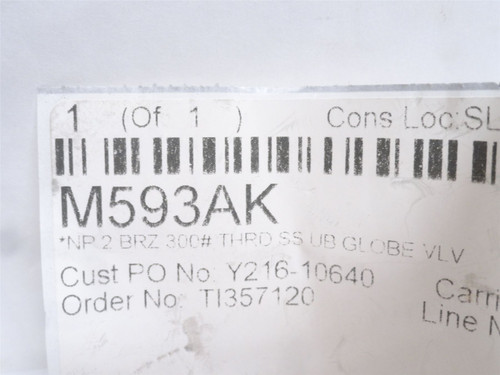 1 (Of 1 ) Cons Loc:SL
M593AK
*NP 2 BRZ 300# THRD SS UB GLOBE VLV
Cust PO No: Y216-10640
Carri
Order No: TI357120
Line N